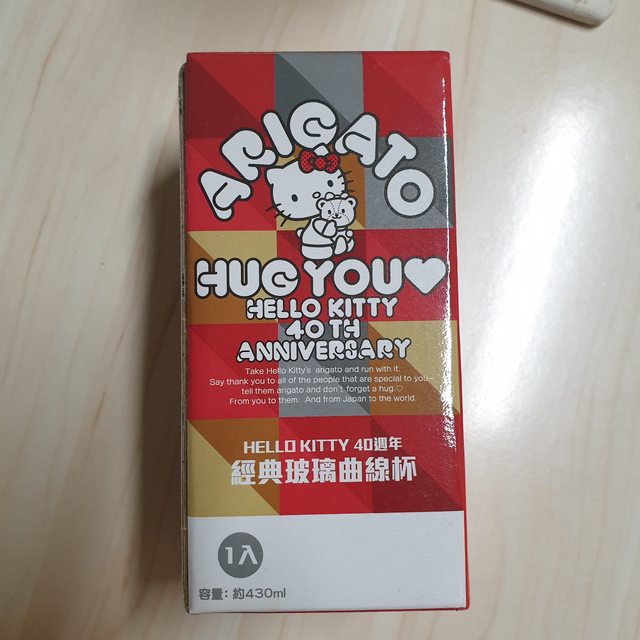 ARIGATO
HUG YOU♥
HELLO KITTY
40TH
ANNIVERSARY
Take Hello Kitty's arigato and run with it.
Say thank you to all of the people that are special to you~
tell them arigato and don't forget a hug.♡
From you to them. And from Japan to the world.
HELLO KITTY 40週年
經典玻璃曲線杯
1入
容量：約430ml